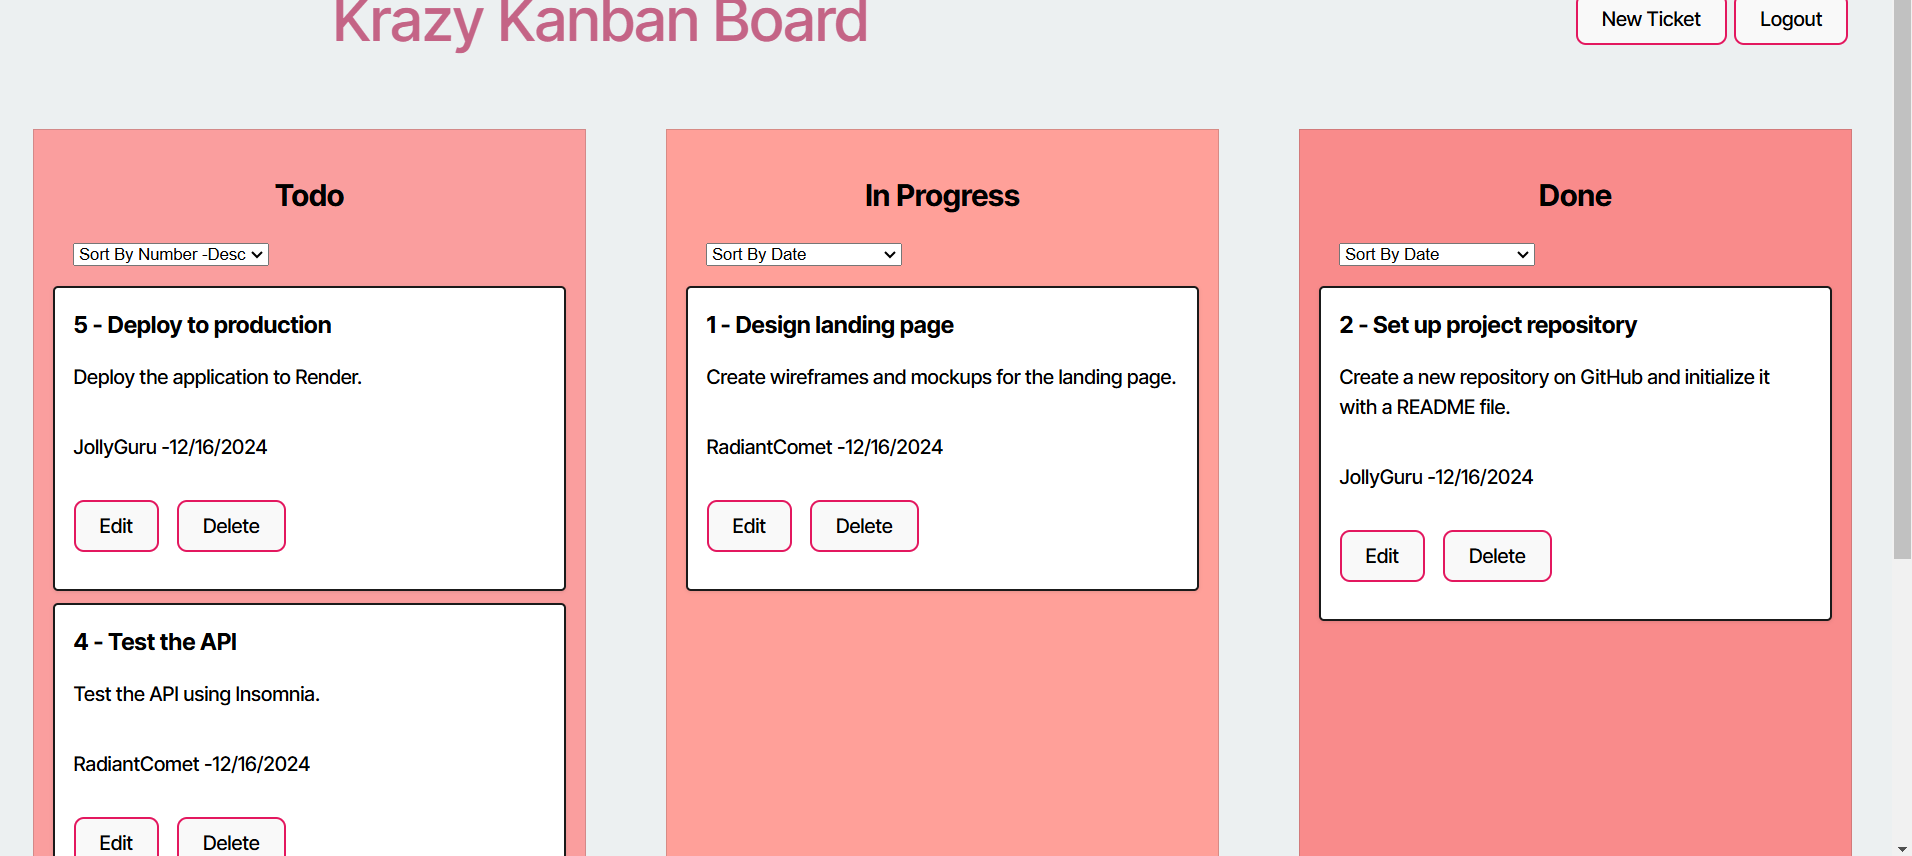 Krazy Kanban Board
New Ticket
Logout
Todo
Sort By Number -Desc
5 - Deploy to production
Deploy the application to Render.
JollyGuru -12/16/2024
Edit
Delete
4 - Test the API
Test the API using Insomnia.
RadiantComet -12/16/2024
Edit
Delete
In Progress
Sort By Date
1 - Design landing page
Create wireframes and mockups for the landing page.
RadiantComet -12/16/2024
Edit
Delete
Done
Sort By Date
2 - Set up project repository
Create a new repository on GitHub and initialize it
with a README file.
JollyGuru -12/16/2024
Edit
Delete